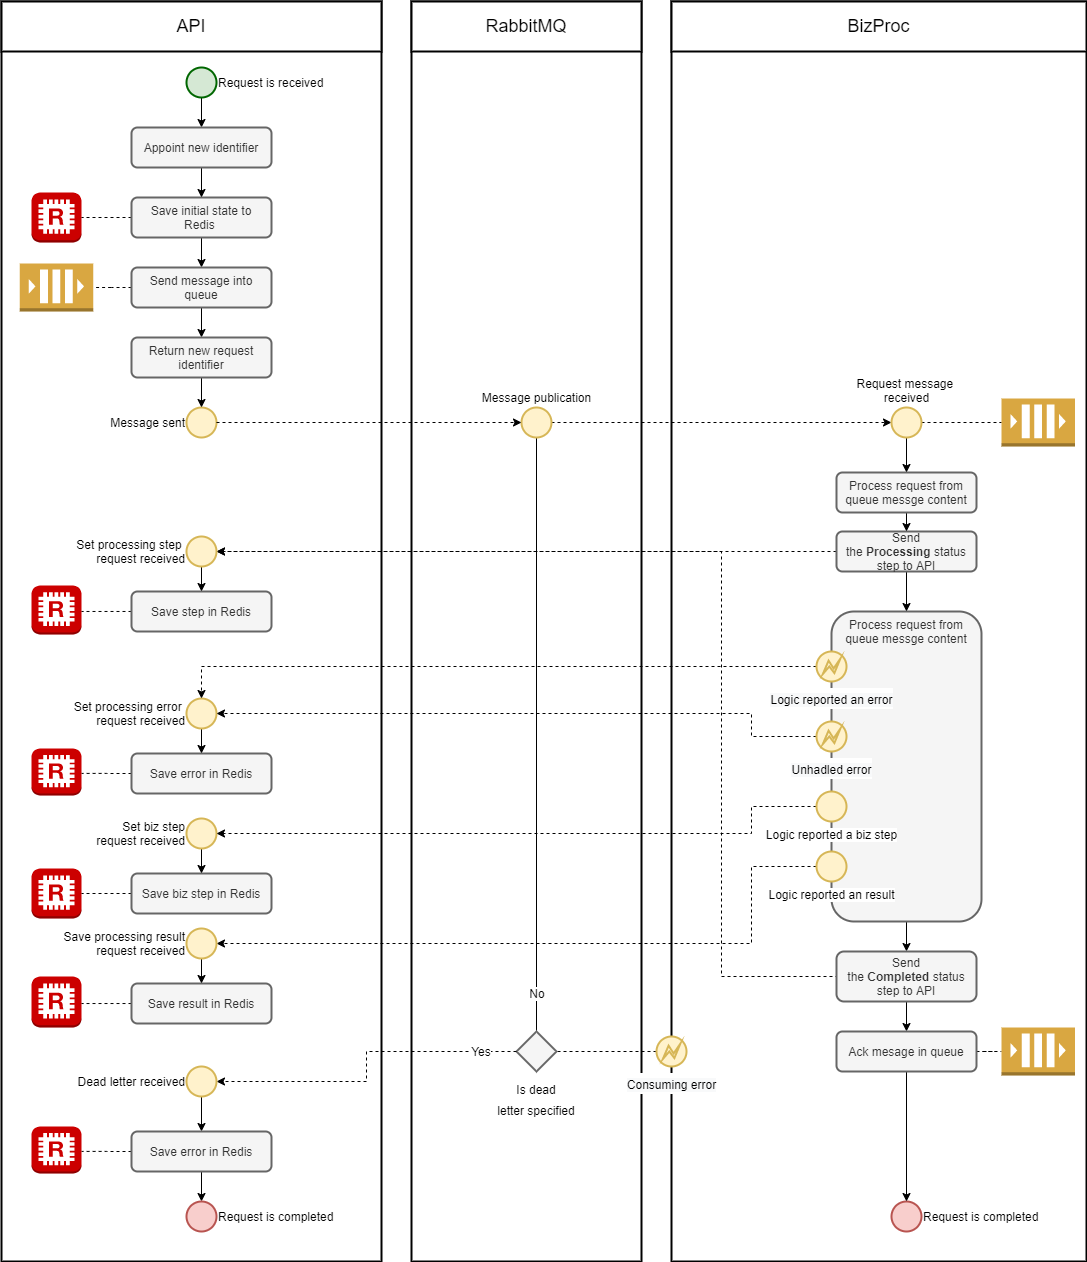 API
RabbitMQ
BizProc
Request is received
Appoint new identifier
R
Save initial state to
Redis
Send message into
queue
Return new request
identifier
Message sent
Message publication
Request message
received
Process request from
queue messge content
Send
the Processing status
step to API
Set processing step
request received
R
Save step in Redis
Process request from
queue messge content
Logic reported an error
Set processing error
request received
R
Save error in Redis
Unhadled error
Set biz step
request received
Logic reported a biz step
R
Save biz step in Redis
Logic reported an result
Save processing result
request received
R
Save result in Redis
Send
the Completed status
step to API
No
Yes
Is dead
letter specified
Consuming error
Ack mesage in queue
Dead letter received
R
Save error in Redis
Request is completed
Request is completed